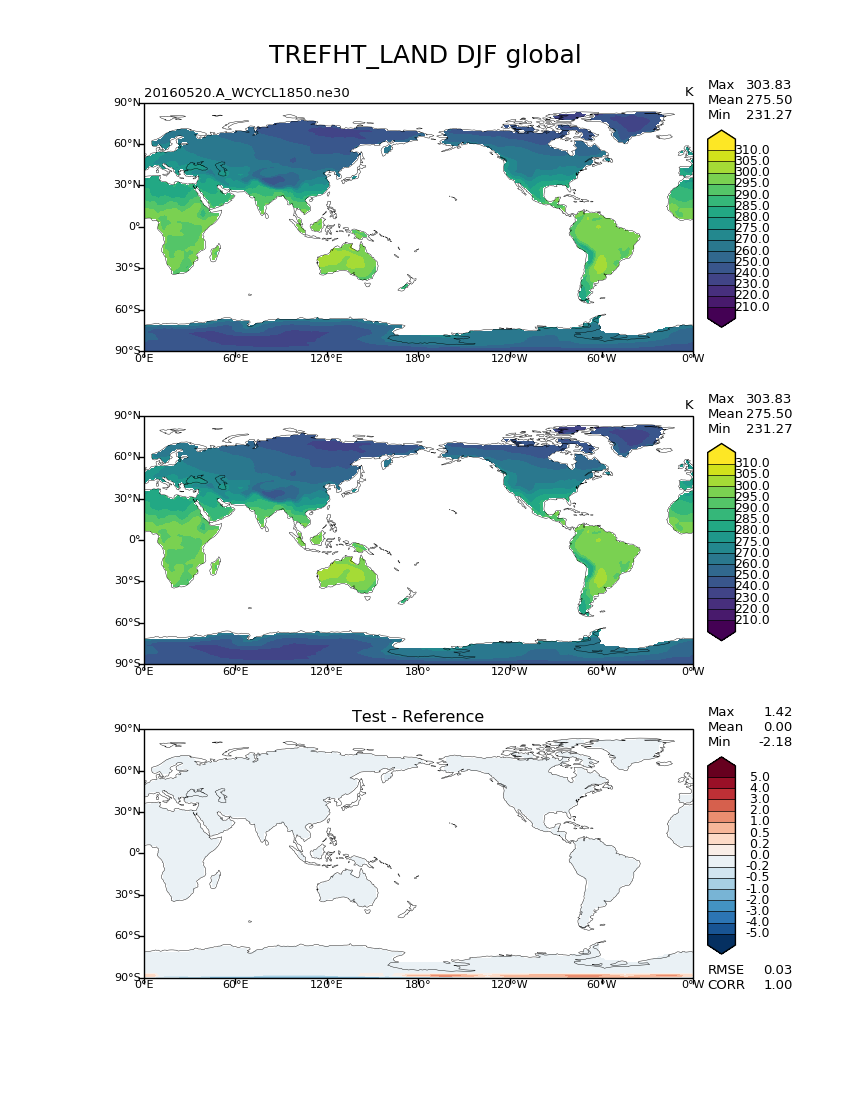 TREFHT_LAND DJF global
20160520.A_WCYCL1850.ne30
K
Max 303.83
Mean 275.50
Min 231.27
90°N
60°N
30°N
0°
30°S
60°S
90°S
0°E 60°E 120°E 180° 120°W 60°W 0°W
310.0
305.0
300.0
295.0
290.0
285.0
280.0
275.0
270.0
260.0
250.0
240.0
230.0
220.0
210.0
K
Max 303.83
Mean 275.50
Min 231.27
90°N
60°N
30°N
0°
30°S
60°S
90°S
0°E 60°E 120°E 180° 120°W 60°W 0°W
310.0
305.0
300.0
295.0
290.0
285.0
280.0
275.0
270.0
260.0
250.0
240.0
230.0
220.0
210.0
Test - Reference
Max 1.42
Mean 0.00
Min -2.18
90°N
60°N
30°N
0°
30°S
60°S
90°S
0°E 60°E 120°E 180° 120°W 60°W 0°W
5.0
4.0
3.0
2.0
1.0
0.5
0.2
0.0
-0.2
-0.5
-1.0
-2.0
-3.0
-4.0
-5.0
RMSE 0.03
CORR 1.00